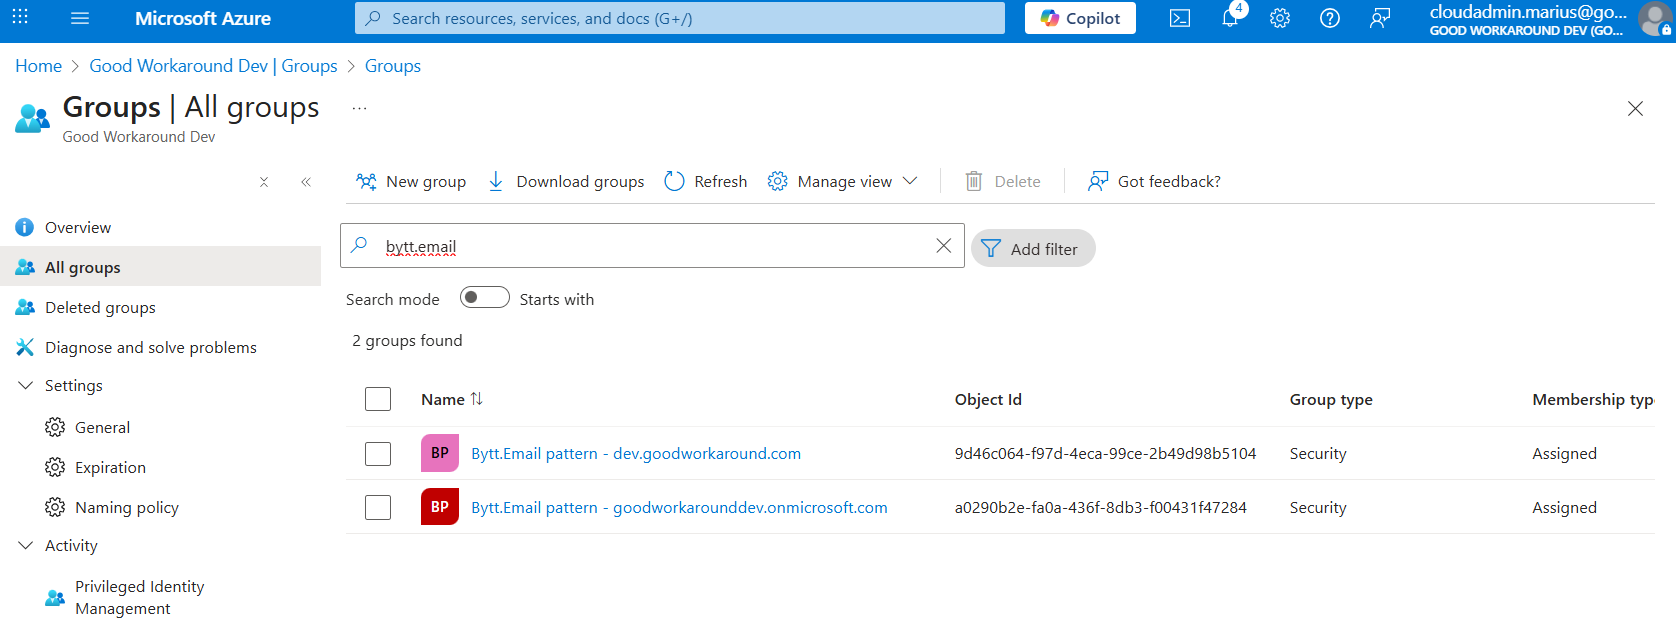 Microsoft Azure
Search resources, services, and docs (G+/)
Copilot
4
cloudadmin.marius@go...
GOOD WORKAROUND DEV (GO...
Home > Good Workaround Dev | Groups > Groups
Groups | All groups ...
Good Workaround Dev
New group
Download groups
Refresh
Manage view
Delete
Got feedback?
Overview
All groups
Deleted groups
Diagnose and solve problems
Settings
General
Expiration
Naming policy
Activity
Privileged Identity
Management
bytt.email
Add filter
Search mode
Starts with
2 groups found
Name Object Id Group type Membership typ
BP Bytt.Email pattern - dev.goodworkaround.com 9d46c064-f97d-4eca-99ce-2b49d98b5104 Security Assigned
BP Bytt.Email pattern - goodworkarounddev.onmicrosoft.com a0290b2e-fa0a-436f-8db3-f00431f47284 Security Assigned